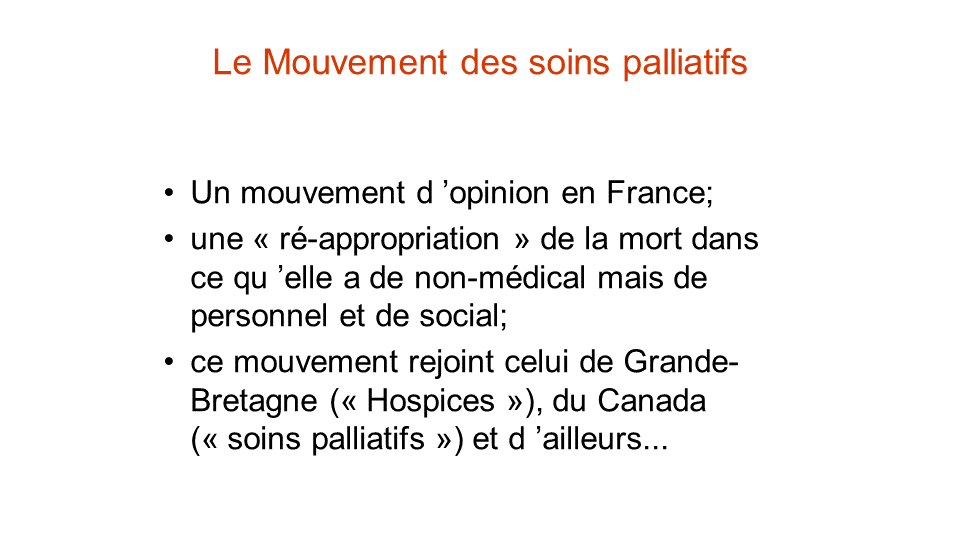 Le Mouvement des soins palliatifs
• Un mouvement d ’opinion en France;
• une « ré-appropriation » de la mort dans
ce qu ’elle a de non-médical mais de
personnel et de social;
• ce mouvement rejoint celui de Grande-
Bretagne (« Hospices »), du Canada
(« soins palliatifs ») et d ’ailleurs...